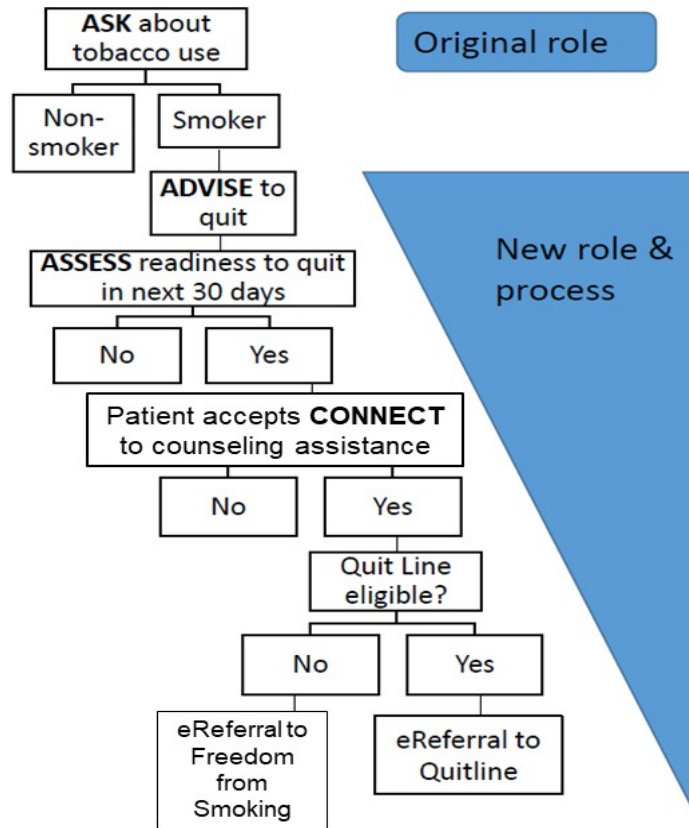 ASK about
tobacco use
Original role
Non-
smoker
Smoker
ADVISE to
quit
New role &
process
ASSESS readiness to quit
in next 30 days
No
Yes
Patient accepts CONNECT
to counseling assistance
No
Yes
Quit Line
eligible?
No
Yes
eReferral to
Freedom
from
Smoking
eReferral to
Quitline